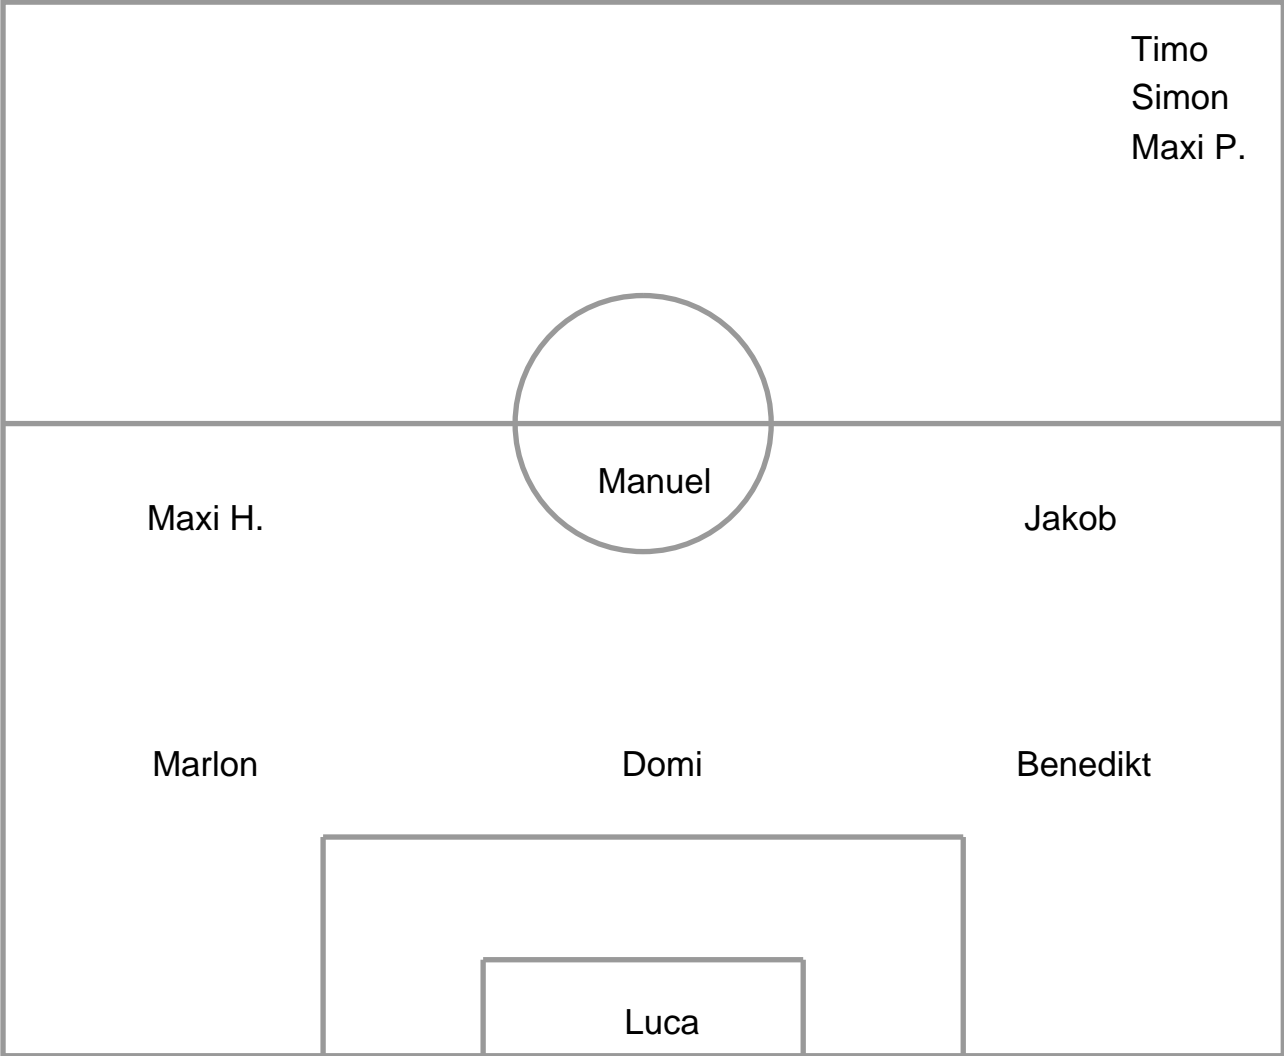 Timo
Simon
Maxi P.
Manuel
Maxi H.
Jakob
Marlon
Domi
Benedikt
Luca